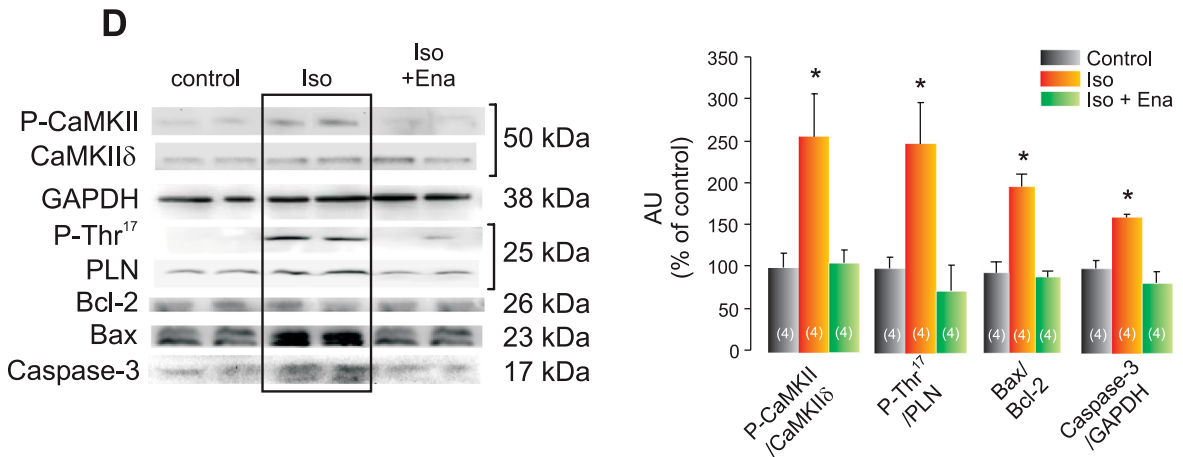 D
control Iso Iso
+Ena
P-CaMKII
CaMKIIδ
50 kDa
GAPDH 38 kDa
P-Thr¹⁷
PLN
25 kDa
Bcl-2 26 kDa
Bax 23 kDa
Caspase-3 17 kDa
Control
Iso
Iso + Ena
AU
(% of control)
350
300
250
200
150
100
50
0
* * * *
(4) (4) (4) (4) (4) (4) (4) (4) (4) (4) (4) (4)
P-CaMKII
/CaMKIIδ
P-Thr¹⁷
/PLN
Bax/
Bcl-2
Caspase-3
/GAPDH